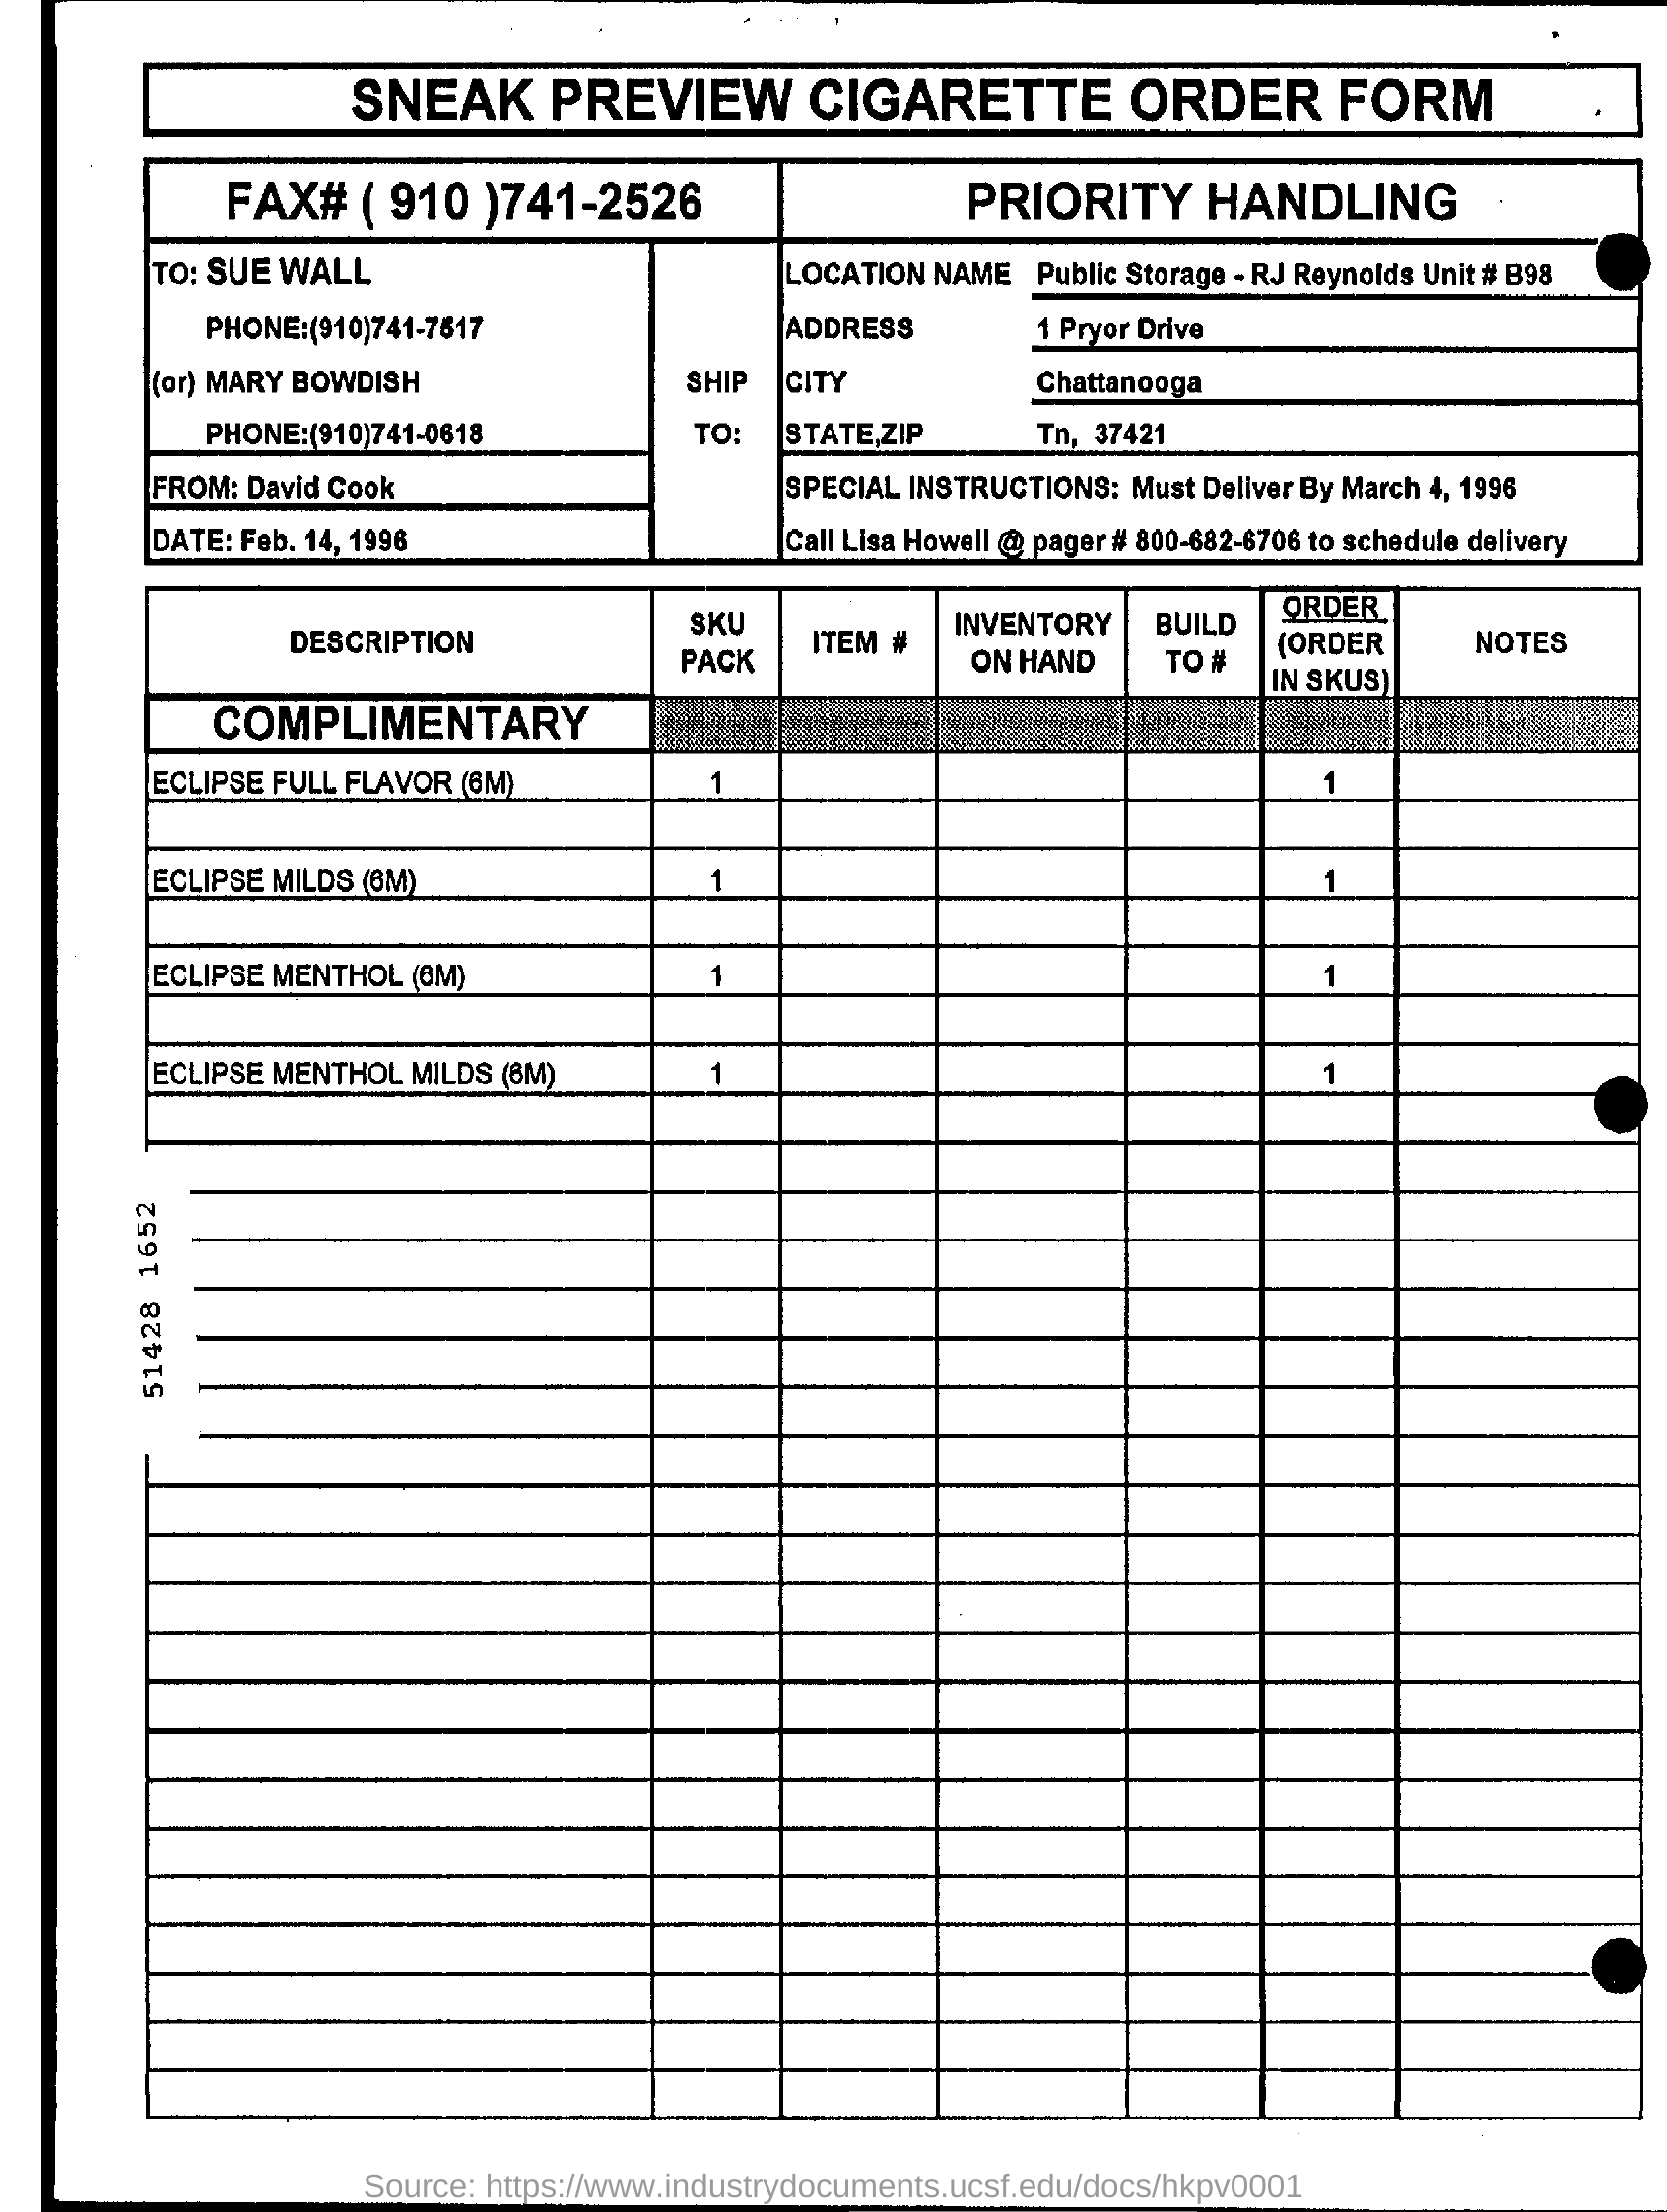 SNEAK PREVIEW CIGARETTE ORDER FORM
FAX# ( 910 )741-2526
PRIORITY HANDLING
TO: SUE WALL
PHONE:(910)741-7517
(or) MARY BOWDISH
PHONE:(910)741-0618
FROM: David Cook
DATE: Feb. 14, 1996
SHIP
TO:
LOCATION NAME Public Storage - RJ Reynolds Unit # B98
ADDRESS 1 Pryor Drive
CITY Chattanooga
STATE,ZIP Tn, 37421
SPECIAL INSTRUCTIONS: Must Deliver By March 4, 1996
Call Lisa Howell @ pager # 800-682-6706 to schedule delivery
DESCRIPTION
SKU
PACK
ITEM #
INVENTORY
ON HAND
BUILD
TO #
ORDER
(ORDER
IN SKUS)
NOTES
COMPLIMENTARY
ECLIPSE FULL FLAVOR (6M) 1 1
ECLIPSE MILDS (6M) 1 1
ECLIPSE MENTHOL (6M) 1 1
ECLIPSE MENTHOL MILDS (6M) 1 1
51428 1652
Source: https://www.industrydocuments.ucsf.edu/docs/hkpv0001